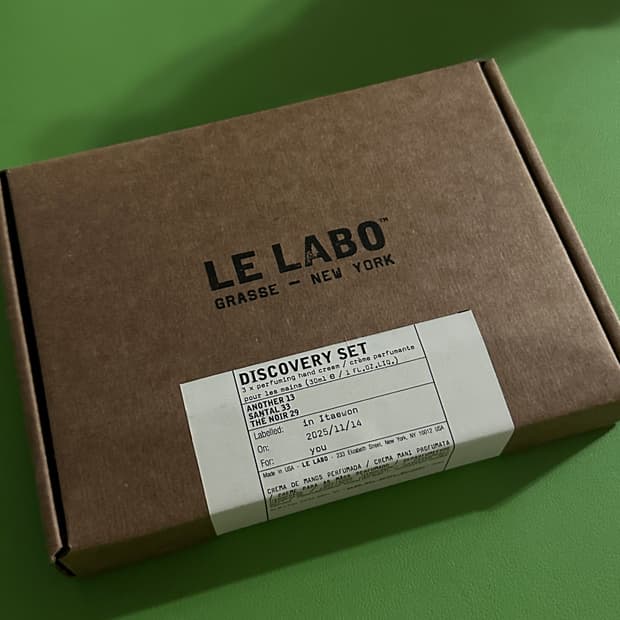 LE LABO™
GRASSE — NEW YORK
DISCOVERY SET
3 x perfuming hand cream / crème parfumante
pour les mains (30ml ℮ / 1 FL.OZ.LIQ.)
ANOTHER 13
SANTAL 33
THE NOIR 29
Labelled: in Itaewon
On: 2025/11/14
For: you
Made in USA - LE LABO - 233 Elizabeth Street, New York, NY 10012 USA
CREMA DE MANOS PERFUMADA / CREMA MANI PROFUMATA